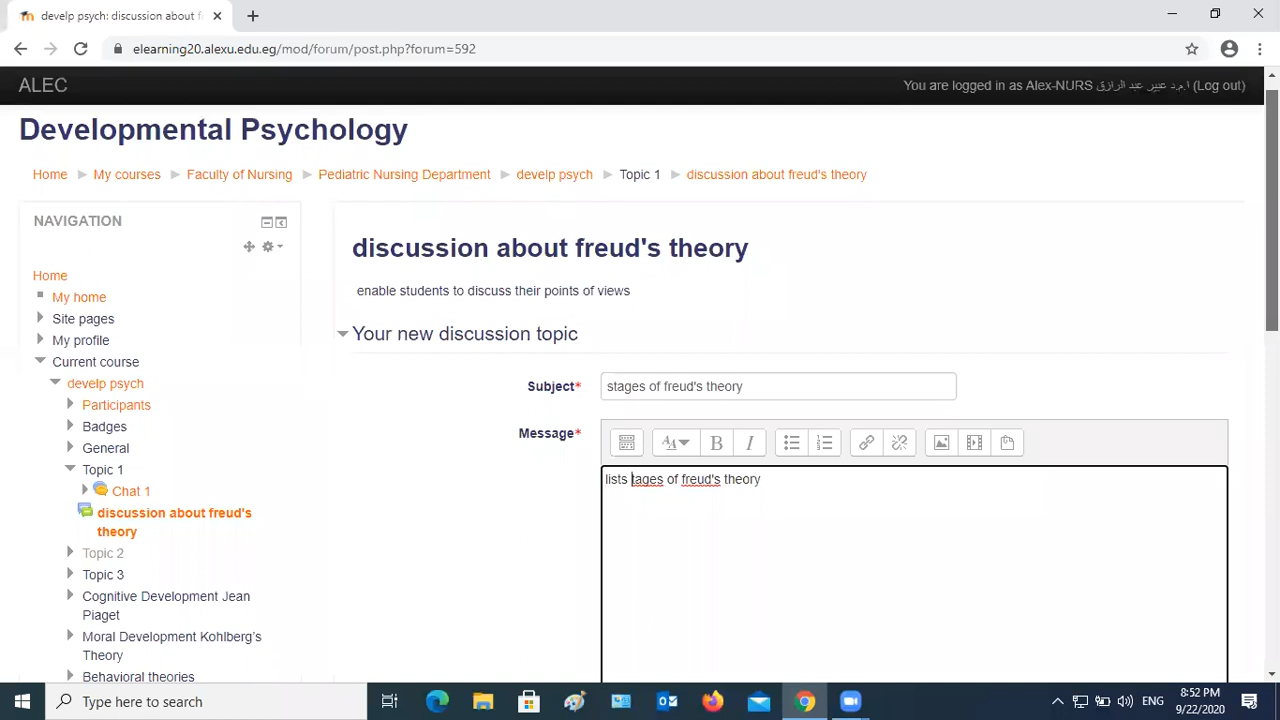 develp psych: discussion about f
elearning20.alexu.edu.eg/mod/forum/post.php?forum=592
ALEC
You are logged in as Alex-NURS ا.م.د عبير عبد الرازق (Log out)
Developmental Psychology
Home My courses Faculty of Nursing Pediatric Nursing Department develp psych Topic 1 discussion about freud's theory
NAVIGATION
Home
My home
Site pages
My profile
Current course
develp psych
Participants
Badges
General
Topic 1
Chat 1
discussion about freud's
theory
Topic 2
Topic 3
Cognitive Development Jean
Piaget
Moral Development Kohlberg's
Theory
Behavioral theories
discussion about freud's theory
enable students to discuss their points of views
Your new discussion topic
Subject* stages of freud's theory
Message*
lists tages of freud's theory
Type here to search
ENG
8:52 PM
9/22/2020